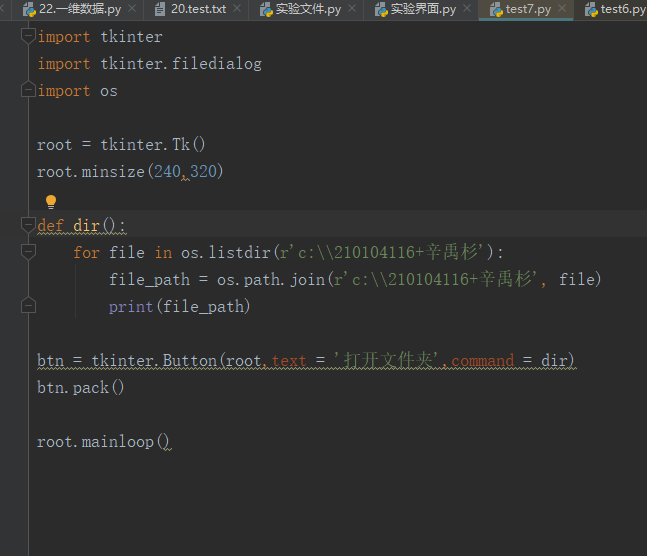 22.一维数据.py 20.test.txt 实验文件.py 实验界面.py test7.py test6.py
import tkinter
import tkinter.filedialog
import os
root = tkinter.Tk()
root.minsize(240,320)
def dir():
for file in os.listdir(r'c:\\210104116+辛禹杉'):
file_path = os.path.join(r'c:\\210104116+辛禹杉', file)
print(file_path)
btn = tkinter.Button(root,text = '打开文件夹',command = dir)
btn.pack()
root.mainloop()